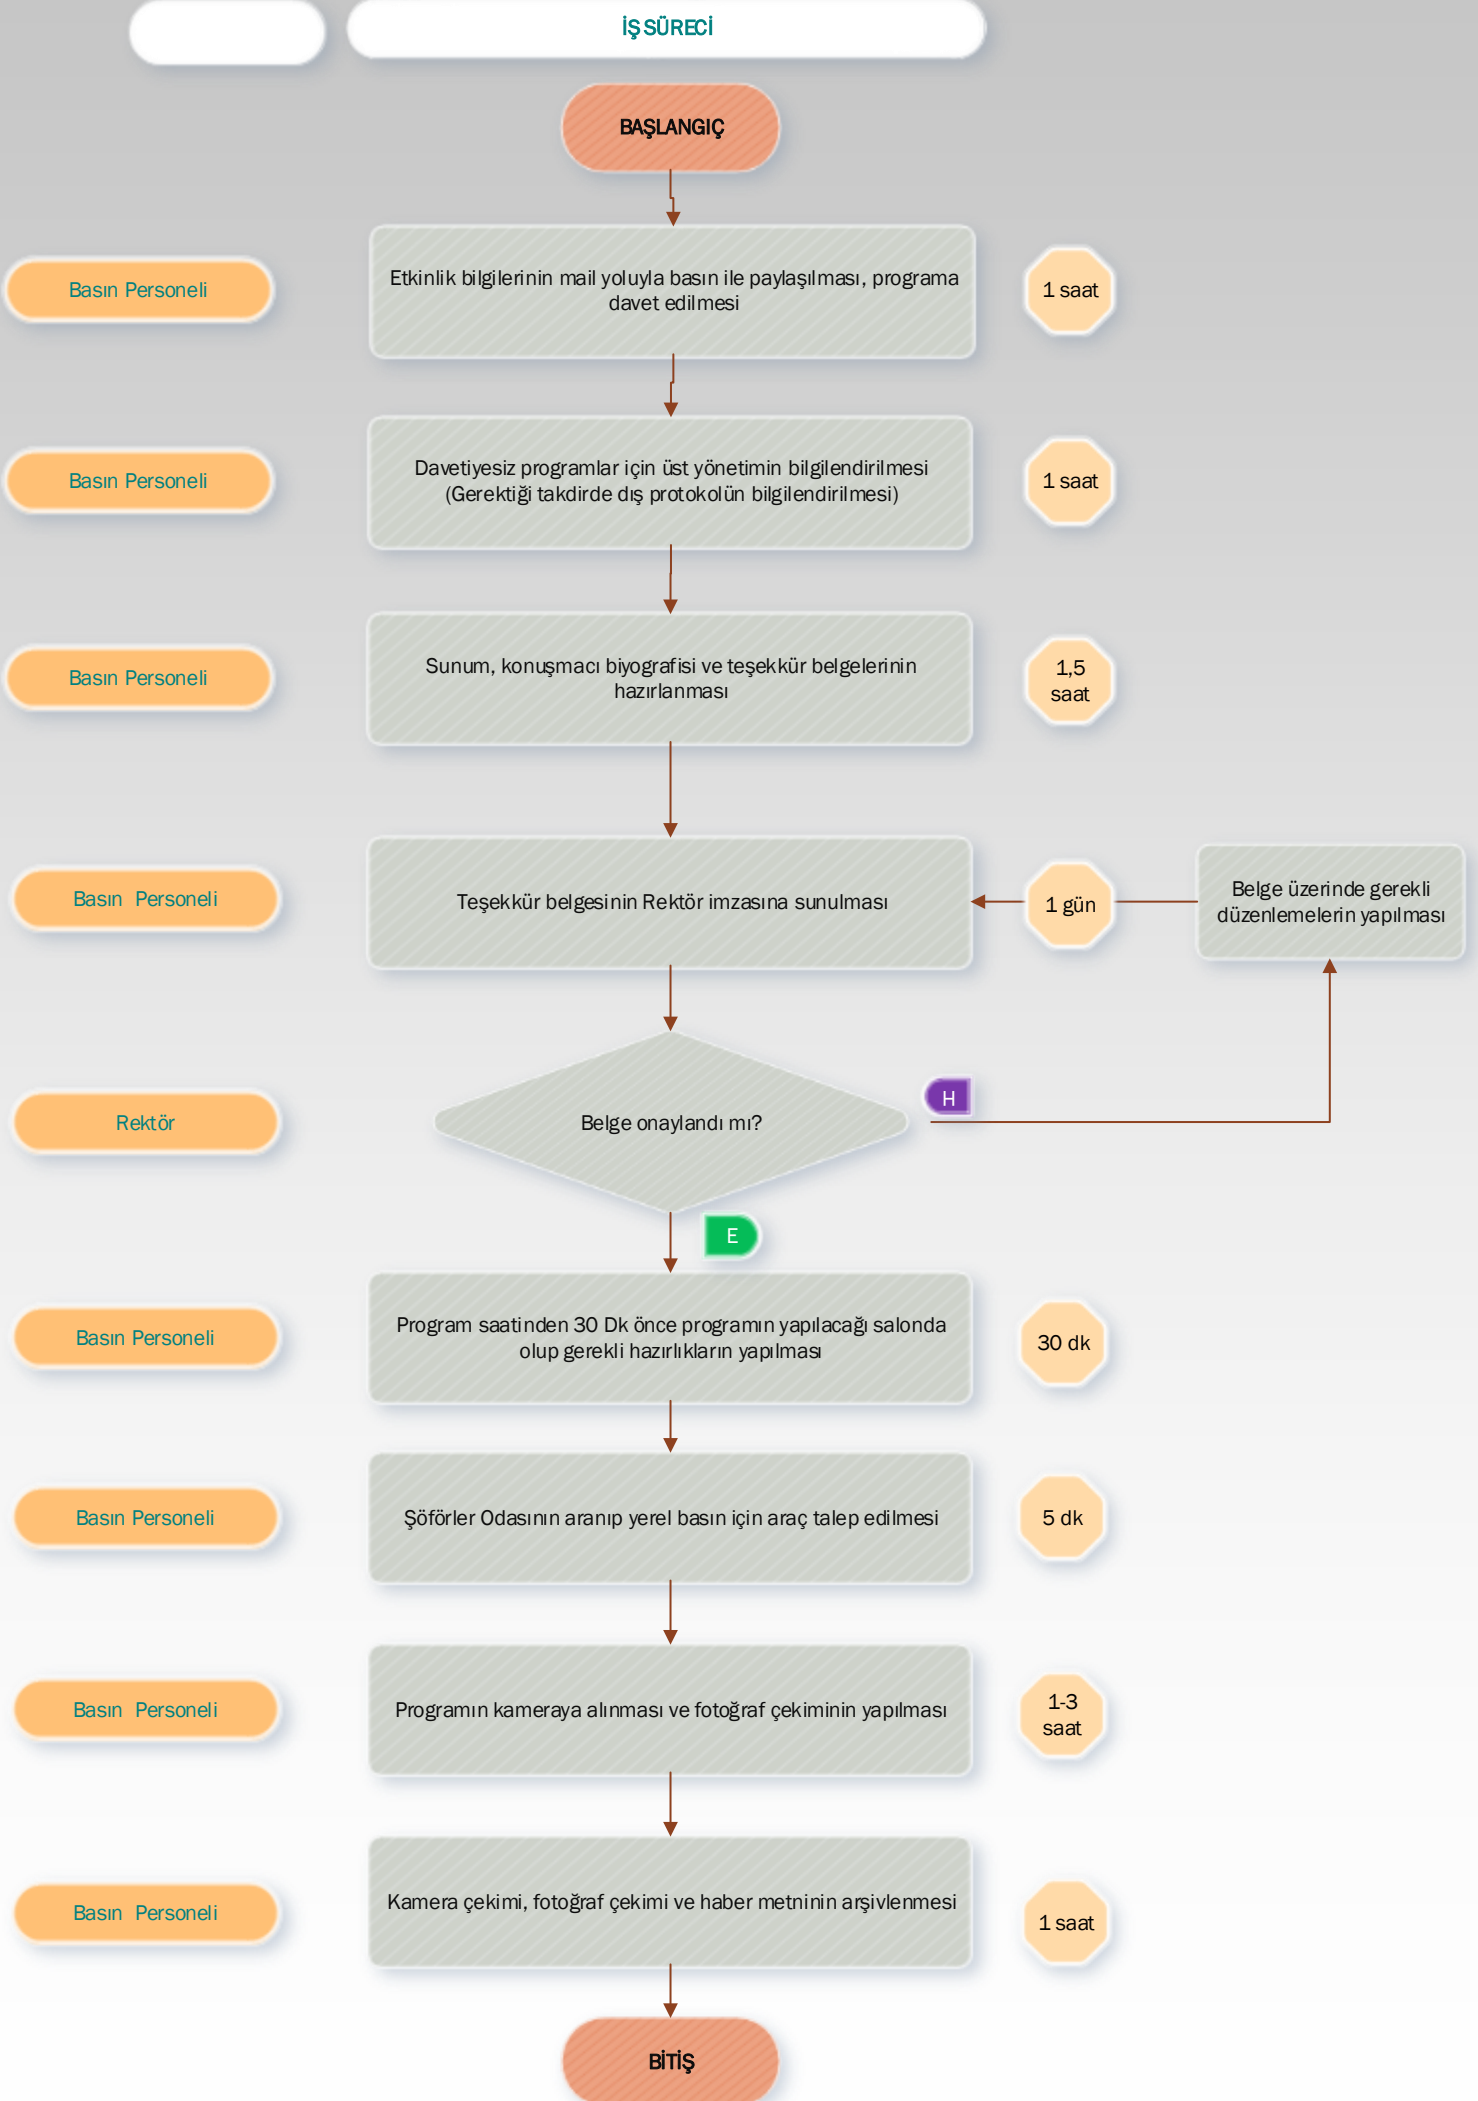 İŞ SÜRECİ
BAŞLANGIÇ
Basın Personeli
Etkinlik bilgilerinin mail yoluyla basın ile paylaşılması, programa
davet edilmesi
1 saat
Basın Personeli
Davetiyesiz programlar için üst yönetimin bilgilendirilmesi
(Gerektiği takdirde dış protokolün bilgilendirilmesi)
1 saat
Basın Personeli
Sunum, konuşmacı biyografisi ve teşekkür belgelerinin
hazırlanması
1,5
saat
Basın Personeli
Teşekkür belgesinin Rektör imzasına sunulması
1 gün
Belge üzerinde gerekli
düzenlemelerin yapılması
Rektör
Belge onaylandı mı?
H
E
Basın Personeli
Program saatinden 30 Dk önce programın yapılacağı salonda
olup gerekli hazırlıkların yapılması
30 dk
Basın Personeli
Şöförler Odasının aranıp yerel basın için araç talep edilmesi
5 dk
Basın Personeli
Programın kameraya alınması ve fotoğraf çekiminin yapılması
1-3
saat
Basın Personeli
Kamera çekimi, fotoğraf çekimi ve haber metninin arşivlenmesi
1 saat
BİTİŞ